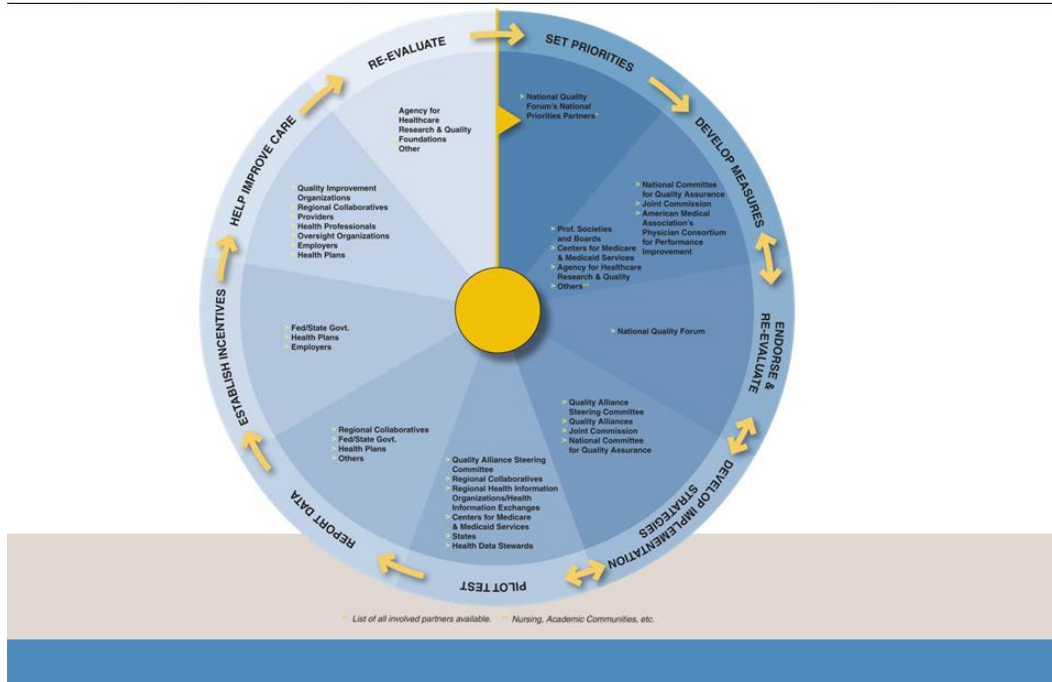 RE-EVALUATE
SET PRIORITIES
DEVELOP MEASURES
ENDORSE &
RE-EVALUATE
DEVELOP IMPLEMENTATION
STRATEGIES
PILOT TEST
REPORT DATA
ESTABLISH INCENTIVES
HELP IMPROVE CARE
> National Quality
Forum's National
Priorities Partners*
> National Committee
for Quality Assurance
> Joint Commission
> American Medical
Association's
Physician Consortium
for Performance
Improvement
> Prof. Societies
and Boards
> Centers for Medicare
& Medicaid Services
> Agency for Healthcare
Research & Quality
> Others**
> National Quality Forum
> Quality Alliance
Steering Committee
> Quality Alliances
> Joint Commission
> National Committee
for Quality Assurance
> Quality Alliance Steering
Committee
> Regional Collaboratives
> Regional Health Information
Organizations/Health
Information Exchanges
> Centers for Medicare
& Medicaid Services
> States
> Health Data Stewards
> Regional Collaboratives
> Fed/State Govt.
> Health Plans
> Others
> Fed/State Govt.
> Health Plans
> Employers
> Quality Improvement
Organizations
> Regional Collaboratives
> Providers
> Health Professionals
> Oversight Organizations
> Employers
> Health Plans
Agency for
Healthcare
Research & Quality
Foundations
Other
* List of all involved partners available. ** Nursing, Academic Communities, etc.